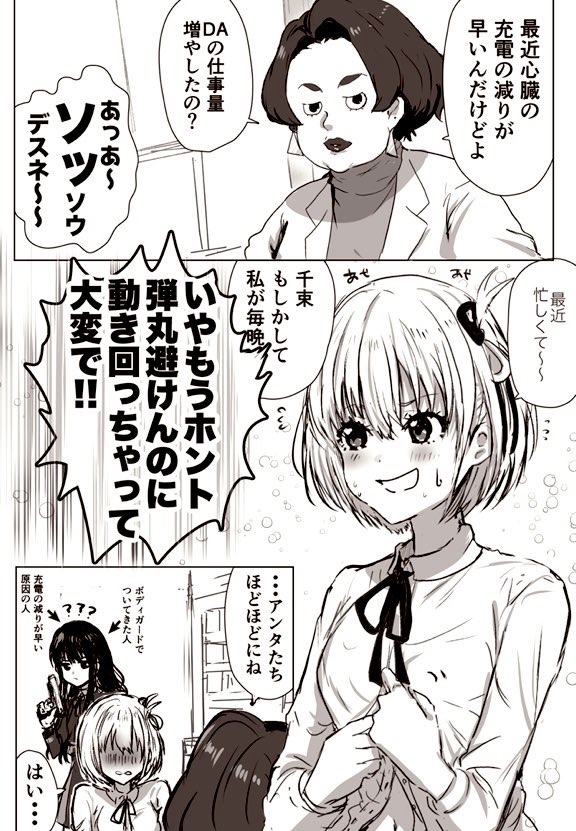 最近心臓の
充電の減りが
早いんだけどよ
DAの仕事量
増やしたの?
あっあ～
ソッソウ
デスネ～～
最近
忙しくて～～
あせ
あせ
千束
もしかして
私が毎晩
いやもうホント
弾丸避けんのに
動き回っちゃって
大変で!!
・・・アンタたち
ほどほどにね
ボディガードで
ついてきた人
???
充電の減りが早い
原因の人
はい・・・